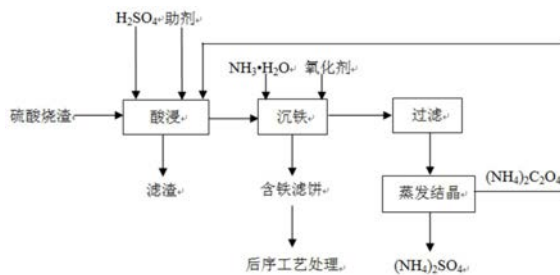 H₂SO₄ 助剂
NH₃•H₂O 氧化剂
硫酸烧渣
酸浸
沉铁
过滤
滤渣
含铁滤饼
蒸发结晶
(NH₄)₂C₂O₄
后序工艺处理
(NH₄)₂SO₄